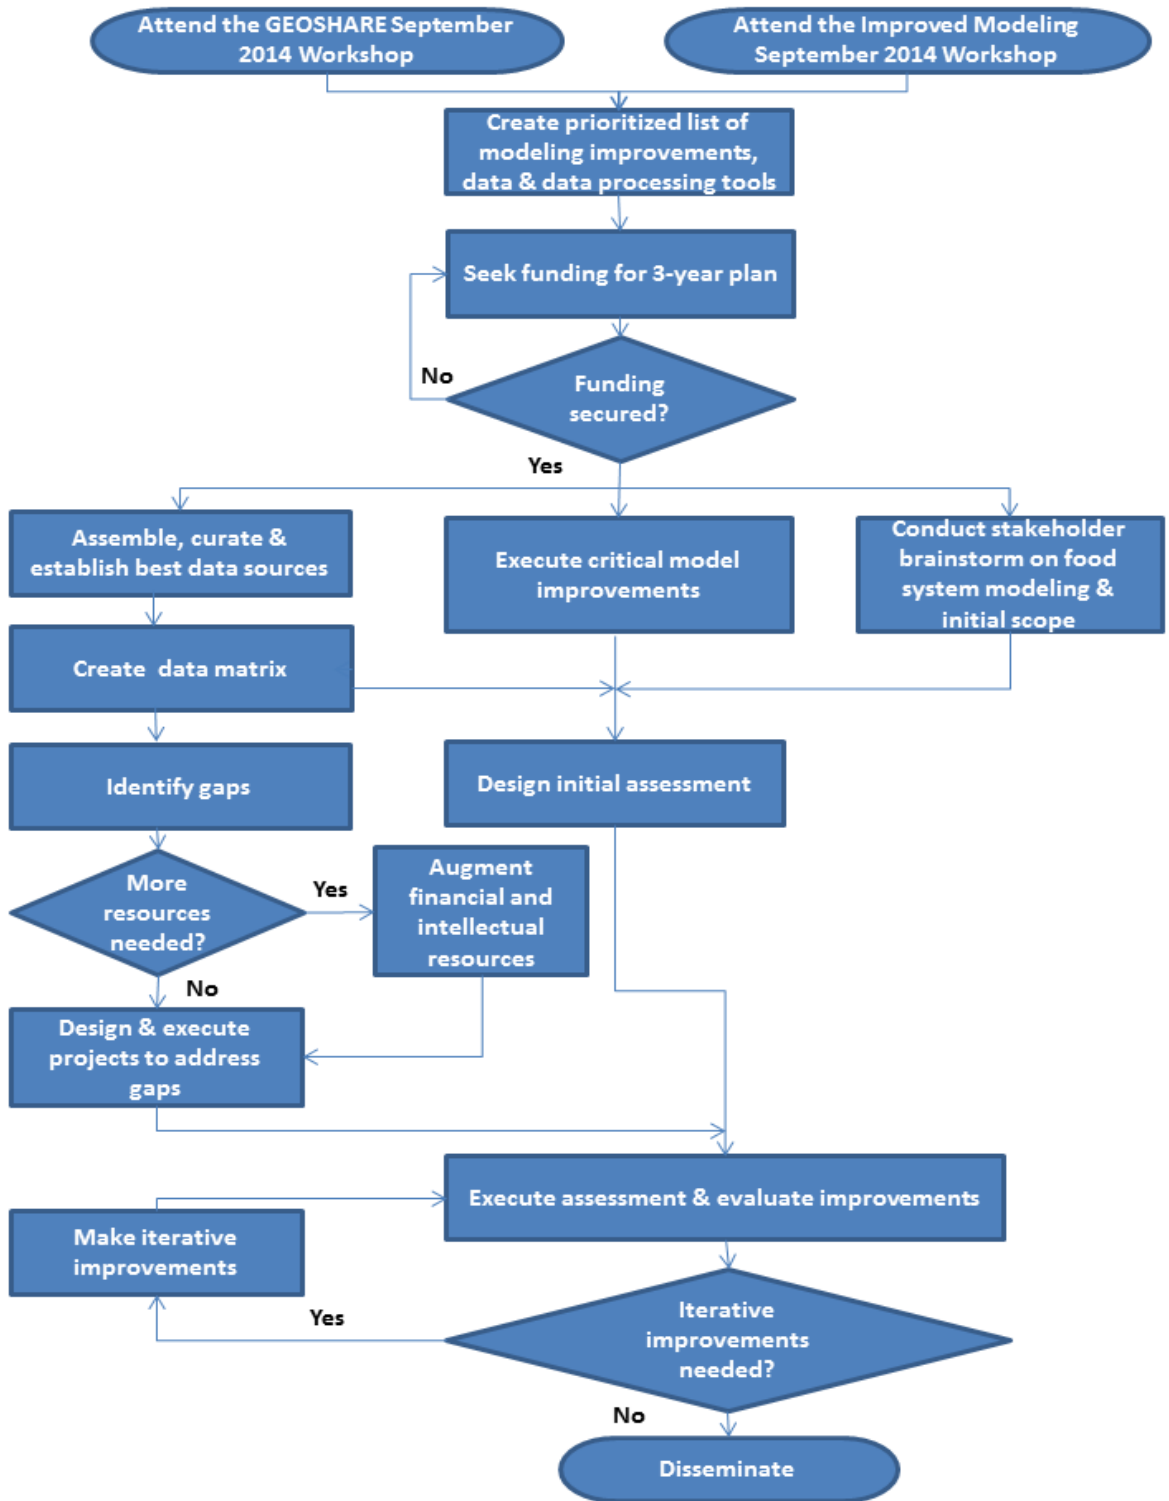 Attend the GEOSHARE September
2014 Workshop
Attend the Improved Modeling
September 2014 Workshop
Create prioritized list of
modeling improvements,
data & data processing tools
Seek funding for 3-year plan
No
Funding
secured?
Yes
Assemble, curate &
establish best data sources
Execute critical model
improvements
Conduct stakeholder
brainstorm on food
system modeling &
initial scope
Create data matrix
Identify gaps
Design initial assessment
More
resources
needed?
Yes
Augment
financial and
intellectual
resources
No
Design & execute
projects to address
gaps
Execute assessment & evaluate improvements
Make iterative
improvements
Yes
Iterative
improvements
needed?
No
Disseminate